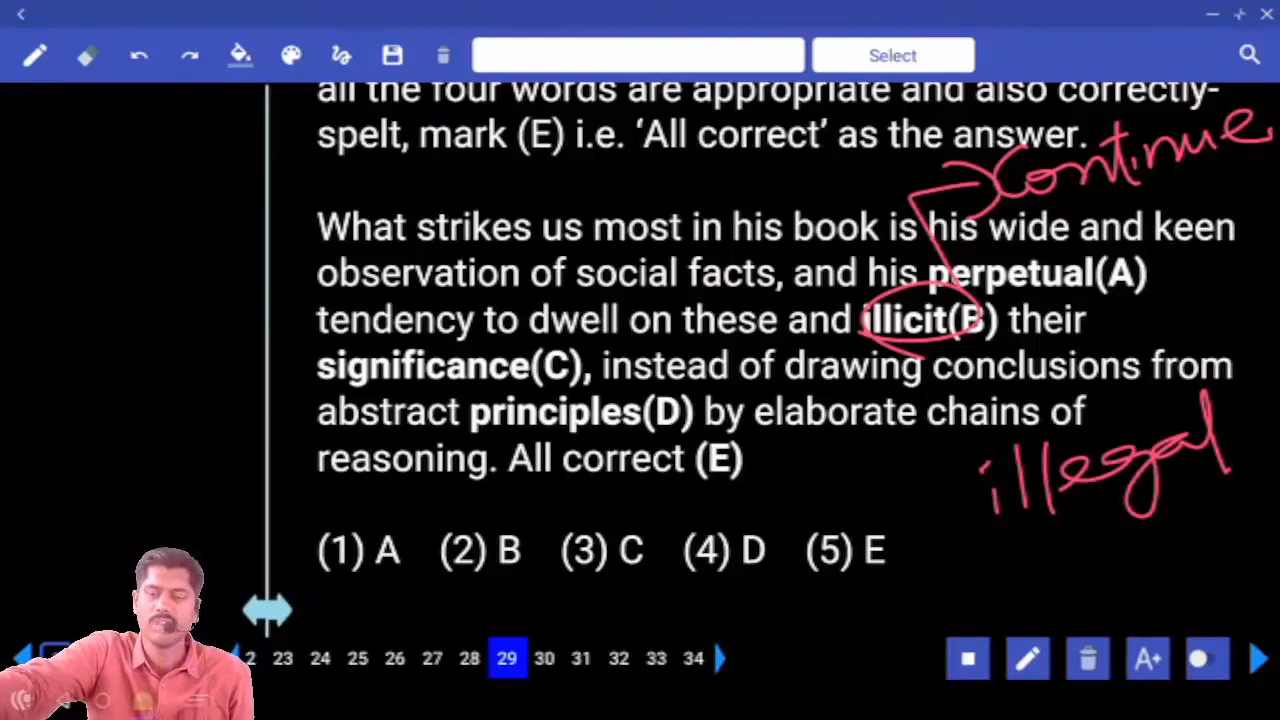 Select
all the four words are appropriate and also correctly-
spelt, mark (E) i.e. ‘All correct’ as the answer.
continue
What strikes us most in his book is his wide and keen
observation of social facts, and his perpetual(A)
tendency to dwell on these and illicit(B) their
significance(C), instead of drawing conclusions from
abstract principles(D) by elaborate chains of
reasoning. All correct (E)
illegal
(1) A (2) B (3) C (4) D (5) E
2 23 24 25 26 27 28 29 30 31 32 33 34
A+